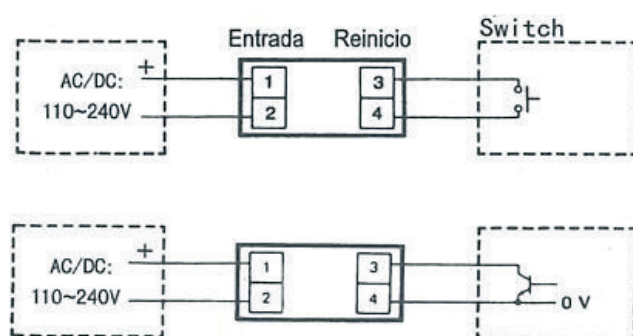 Switch
Entrada Reinicio
AC/DC: + 1 3
110~240V 2 4
AC/DC: + 1 3
110~240V 2 4 0 V